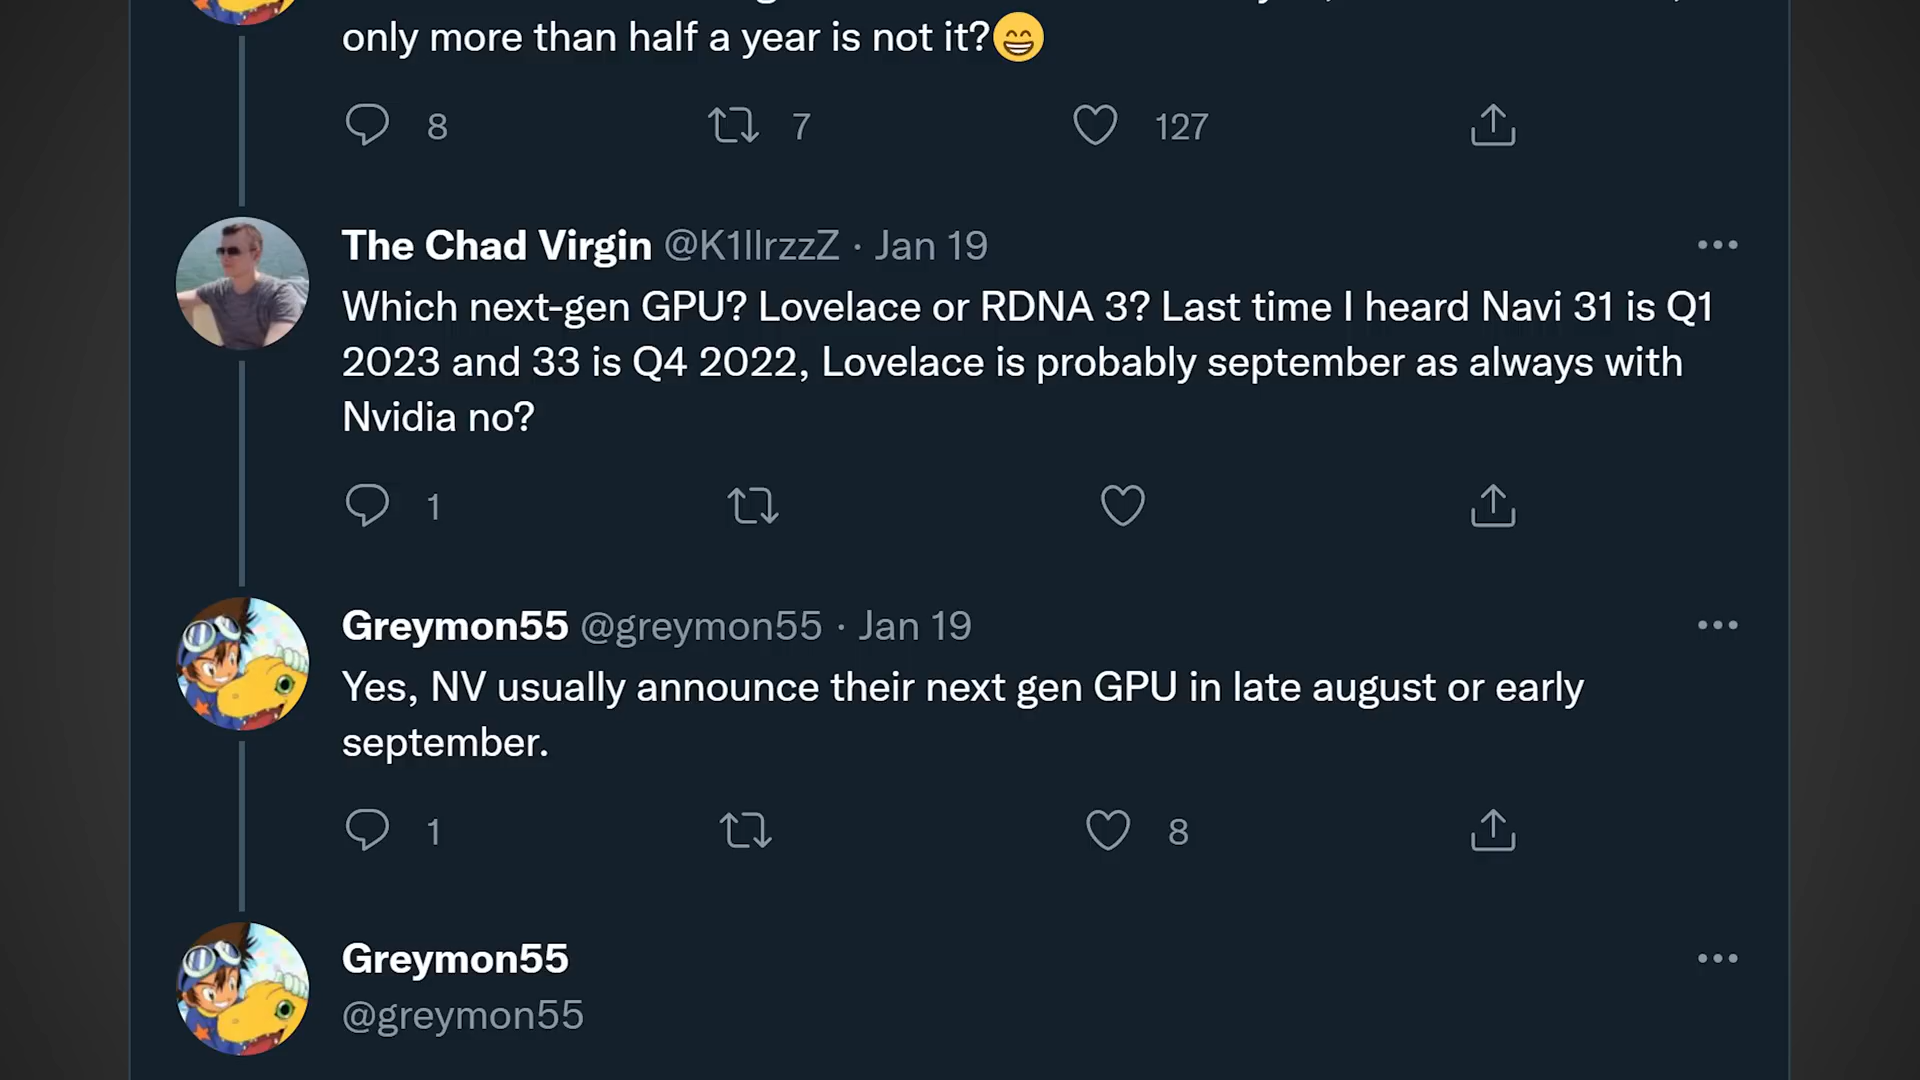 only more than half a year is not it?😁
8 7 127
The Chad Virgin @K1llrzzZ · Jan 19
Which next-gen GPU? Lovelace or RDNA 3? Last time I heard Navi 31 is Q1
2023 and 33 is Q4 2022, Lovelace is probably september as always with
Nvidia no?
1
Greymon55 @greymon55 · Jan 19
Yes, NV usually announce their next gen GPU in late august or early
september.
1 8
Greymon55
@greymon55